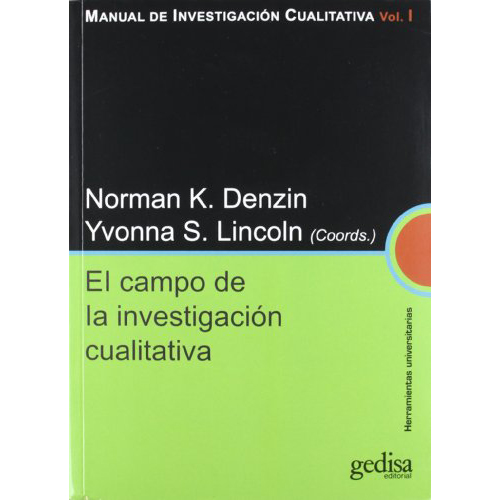 MANUAL DE INVESTIGACIÓN CUALITATIVA Vol. I
Norman K. Denzin
Yvonna S. Lincoln (Coords.)
El campo de
la investigación
cualitativa
Herramientas universitarias
gedisa
editorial